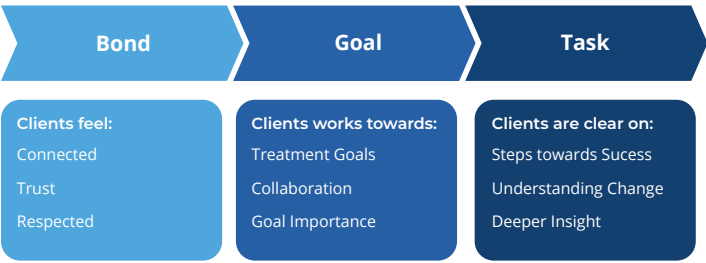 Bond
Goal
Task
Clients feel:
Connected
Trust
Respected
Clients works towards:
Treatment Goals
Collaboration
Goal Importance
Clients are clear on:
Steps towards Sucess
Understanding Change
Deeper Insight